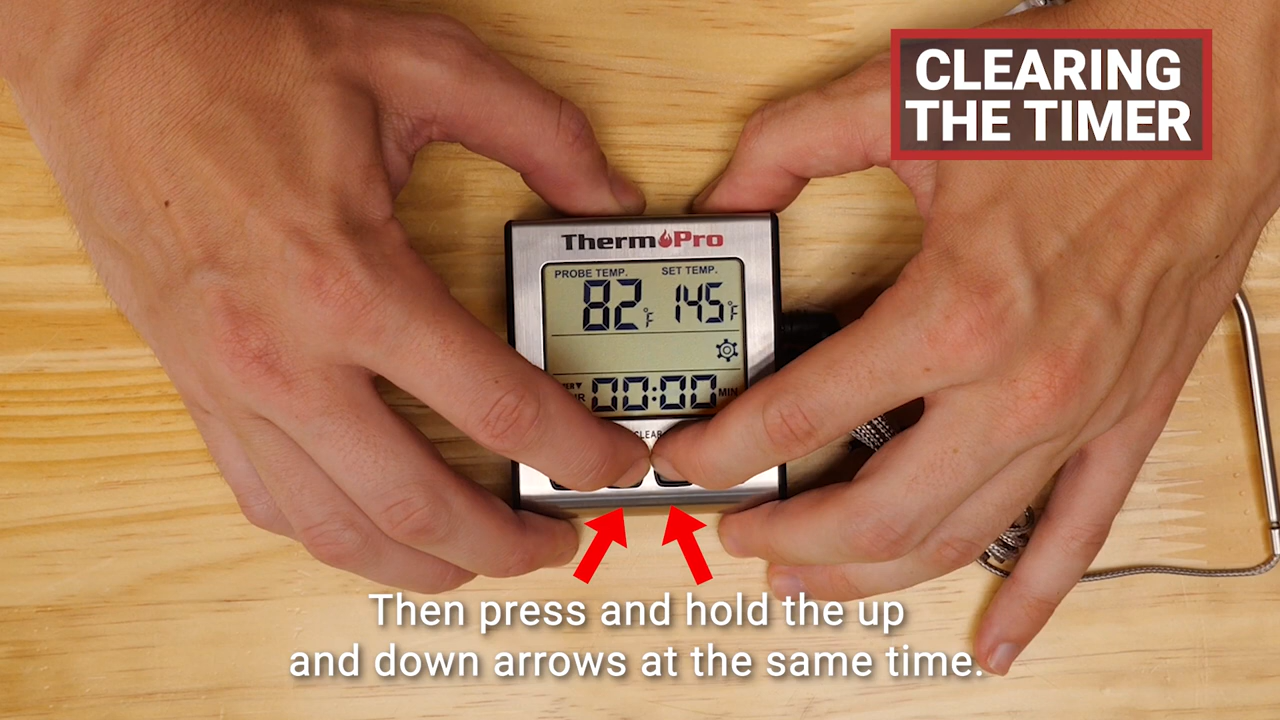 CLEARING
THE TIMER
ThermoPro
PROBE TEMP. SET TEMP.
82°F 145°F
00:00 MIN
CLEAR
Then press and hold the up
and down arrows at the same time.